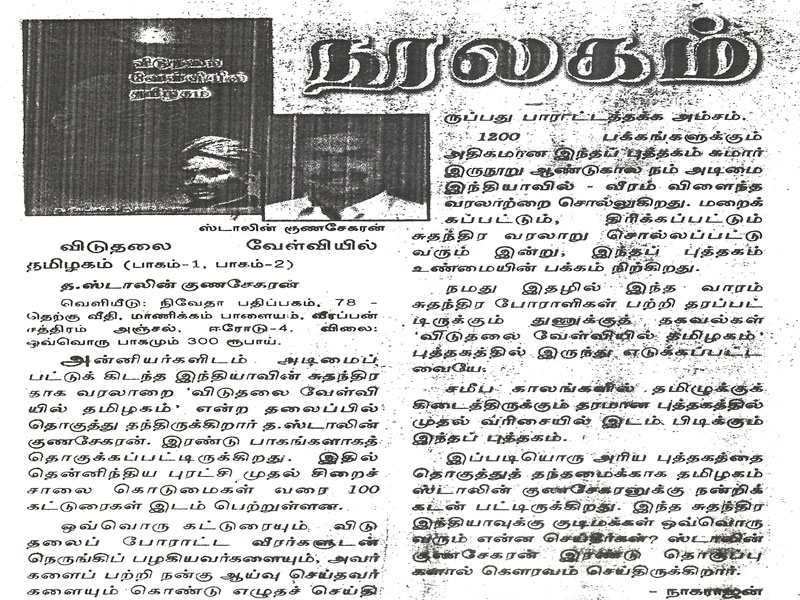 நூலகம்
விடுதலை
வேள்வியில்
தமிழகம்
ஸ்டாலின் குணசேகரன்
விடுதலை வேள்வியில்
தமிழகம் (பாகம்-1, பாகம்-2)
த.ஸ்டாலின் குணசேகரன்
வெளியீடு: நிவேதா பதிப்பகம், 78 -
தெற்கு வீதி, மாணிக்கம் பாளையம், வீரப்பன்
சத்திரம் அஞ்சல், ஈரோடு-4. விலை:
ஒவ்வொரு பாகமும் 300 ரூபாய்.
அன்னியர்களிடம் அடிமைப்
பட்டுக் கிடந்த இந்தியாவின் சுதந்திர
தாக வரலாறை 'விடுதலை வேள்வி
யில் தமிழகம்' என்ற தலைப்பில்
தொகுத்து தந்திருக்கிறார் த.ஸ்டாலின்
குணசேகரன். இரண்டு பாகங்களாகத்
தொகுக்கப்பட்டிருக்கிறது. இதில்
தென்னிந்திய புரட்சி முதல் சிறைச்
சாலை கொடுமைகள் வரை 100
கட்டுரைகள் இடம் பெற்றுள்ளன.
ஒவ்வொரு கட்டுரையும் விடு
தலைப் போராட்ட வீரர்களுடன்
நெருங்கிப் பழகியவர்களையும், அவர்
களைப் பற்றி நன்கு ஆய்வு செய்தவர்
களையும் கொண்டு எழுதச் செய்தி
ருப்பது பாராட்டத்தக்க அம்சம்.
1200 பக்கங்களுக்கும்
அதிகமான இந்தப் புத்தகம் சுமார்
இருநூறு ஆண்டுகால நம் அடிமை
இந்தியாவில் - வீரம் விளைந்த
வரலாற்றை சொல்லுகிறது. மறைக்
கப்பட்டும், திரிக்கப்பட்டும்
சுதந்திர வரலாறு சொல்லப்பட்டு
வரும் இன்று, இந்தப் புத்தகம்
உண்மையின் பக்கம் நிற்கிறது.
நமது இதழில் இந்த வாரம்
சுதந்திர போராளிகள் பற்றி தரப்பட்
டிருக்கும் துணுக்குத் தகவல்கள்
'விடுதலை வேள்வியில் தமிழகம்'
புத்தகத்தில் இருந்து எடுக்கப்பட்ட
வையே.
சமீப காலங்களில் தமிழுக்குக்
கிடைத்திருக்கும் தரமான புத்தகத்தில்
முதல் வரிசையில் இடம் பிடிக்கும்
இந்தப் புத்தகம்.
இப்படியொரு அரிய புத்தகத்தை
தொகுத்துத் தந்தமைக்காக தமிழகம்
ஸ்டாலின் குணசேகரனுக்கு நன்றிக்
கடன் பட்டிருக்கிறது. இந்த சுதந்திர
இந்தியாவுக்கு குடிமக்கள் ஒவ்வொரு
வரும் என்ன செய்தீர்கள்? ஸ்டாலின்
குணசேகரன் இரண்டு தொகுப்பு
களால் கௌரவம் செய்திருக்கிறார்.
- நாகராஜன்